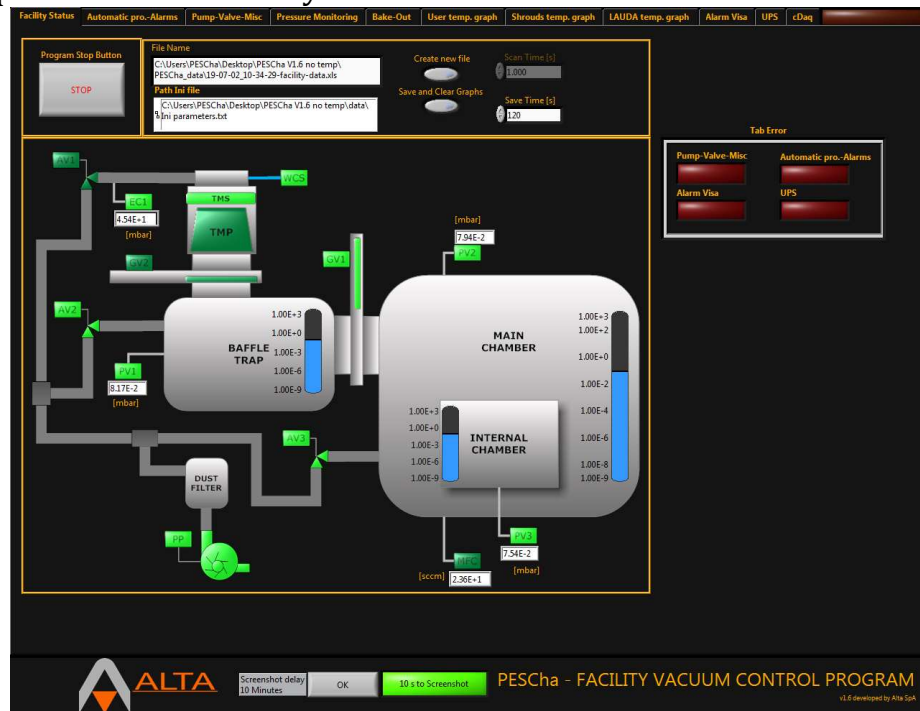 Facility Status Automatic pro.-Alarms Pump-Valve-Misc Pressure Monitoring Bake-Out User temp. graph Shrouds temp. graph LAUDA temp. graph Alarm Visa UPS cDaq
Program Stop Button
STOP
File Name
C:\Users\PESCha\Desktop\PESCha V1.6 no temp\
PESCha_data\19-07-02_10-34-29-facility-data.xls
Path Ini file
C:\Users\PESCha\Desktop\PESCha V1.6 no temp\data\
Ini parameters.txt
Create new file
Save and Clear Graphs
Scan Time [s]
1.000
Save Time [s]
120
Tab Error
Pump-Valve-Misc Automatic pro.-Alarms
Alarm Visa UPS
AV1
EC1
4.54E+1
[mbar]
WCS
TMS
TMP
GV2
GV1
[mbar]
7.94E-2
PV2
AV2
PV1
8.17E-2
[mbar]
BAFFLE
TRAP
1.00E+3
1.00E+0
1.00E-3
1.00E-6
1.00E-9
MAIN
CHAMBER
1.00E+3
1.00E+2
1.00E+0
1.00E-2
1.00E-4
1.00E-6
1.00E-8
1.00E-9
AV3
1.00E+3
1.00E+0
1.00E-3
1.00E-6
1.00E-9
INTERNAL
CHAMBER
DUST
FILTER
PP
PV3
7.54E-2
[mbar]
MFC
[sccm] 2.36E+1
ALTA
Screenshot delay
10 Minutes
OK
10 s to Screenshot
PESCha - FACILITY VACUUM CONTROL PROGRAM
v1.6 developed by Alta SpA